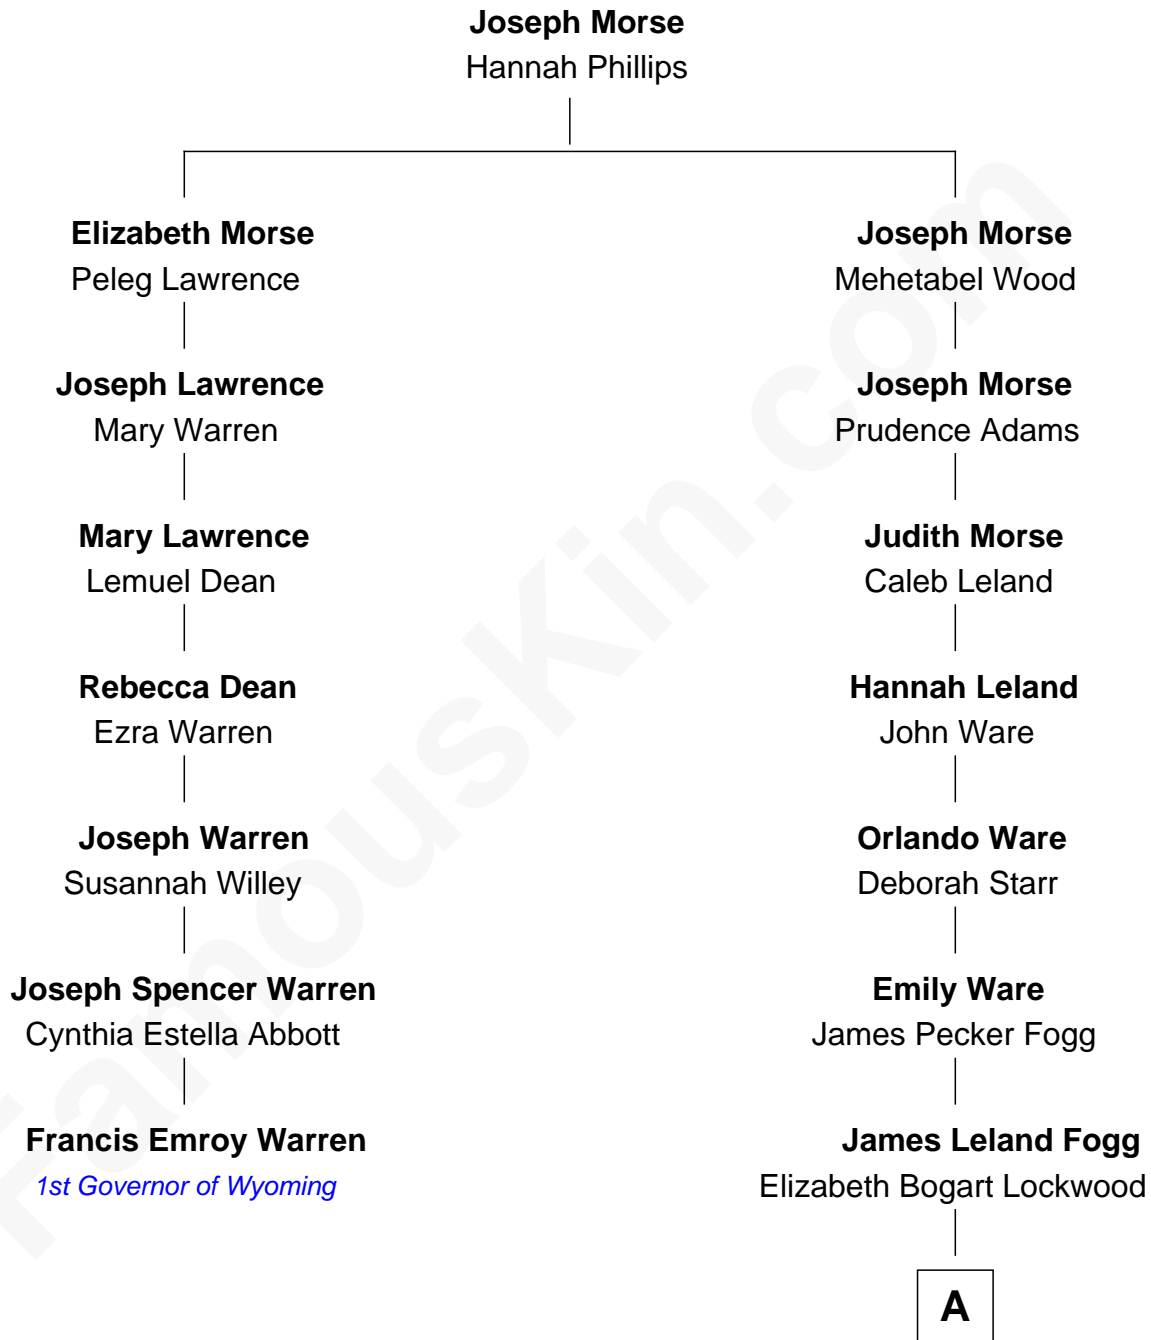 Joseph Morse
Hannah Phillips
Elizabeth Morse
Peleg Lawrence
Joseph Lawrence
Mary Warren
Mary Lawrence
Lemuel Dean
Rebecca Dean
Ezra Warren
Joseph Warren
Susannah Willey
Joseph Spencer Warren
Cynthia Estella Abbott
Francis Emroy Warren
1st Governor of Wyoming
Joseph Morse
Mehetabel Wood
Joseph Morse
Prudence Adams
Judith Morse
Caleb Leland
Hannah Leland
John Ware
Orlando Ware
Deborah Starr
Emily Ware
James Pecker Fogg
James Leland Fogg
Elizabeth Bogart Lockwood
A
FamousKin.com